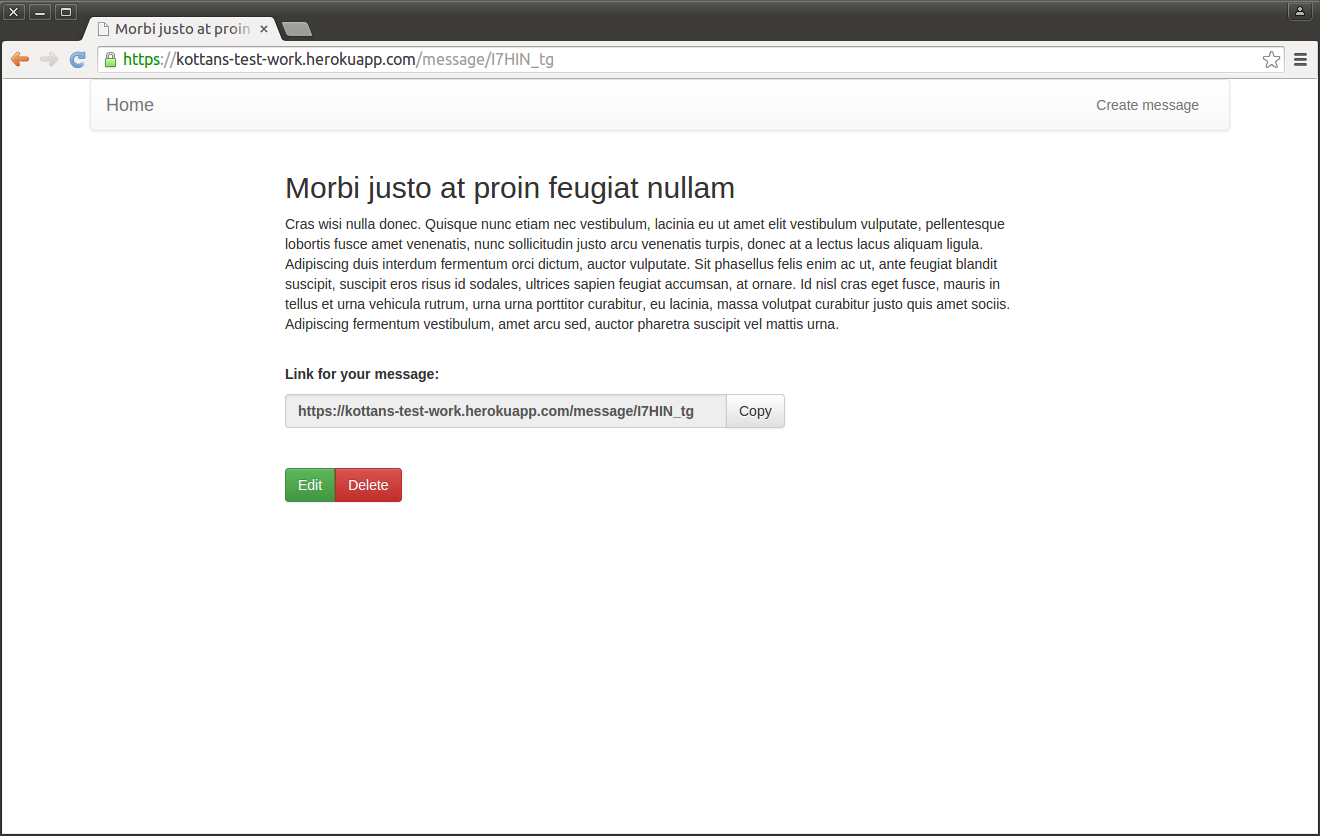 Morbi justo at proin
https://kottans-test-work.herokuapp.com/message/I7HIN_tg
Home
Create message
Morbi justo at proin feugiat nullam
Cras wisi nulla donec. Quisque nunc etiam nec vestibulum, lacinia eu ut amet elit vestibulum vulputate, pellentesque
lobortis fusce amet venenatis, nunc sollicitudin justo arcu venenatis turpis, donec at a lectus lacus aliquam ligula.
Adipiscing duis interdum fermentum orci dictum, auctor vulputate. Sit phasellus felis enim ac ut, ante feugiat blandit
suscipit, suscipit eros risus id sodales, ultrices sapien feugiat accumsan, at ornare. Id nisl cras eget fusce, mauris in
tellus et urna vehicula rutrum, urna urna porttitor curabitur, eu lacinia, massa volutpat curabitur justo quis amet sociis.
Adipiscing fermentum vestibulum, amet arcu sed, auctor pharetra suscipit vel mattis urna.
Link for your message:
https://kottans-test-work.herokuapp.com/message/I7HIN_tg
Copy
Edit
Delete